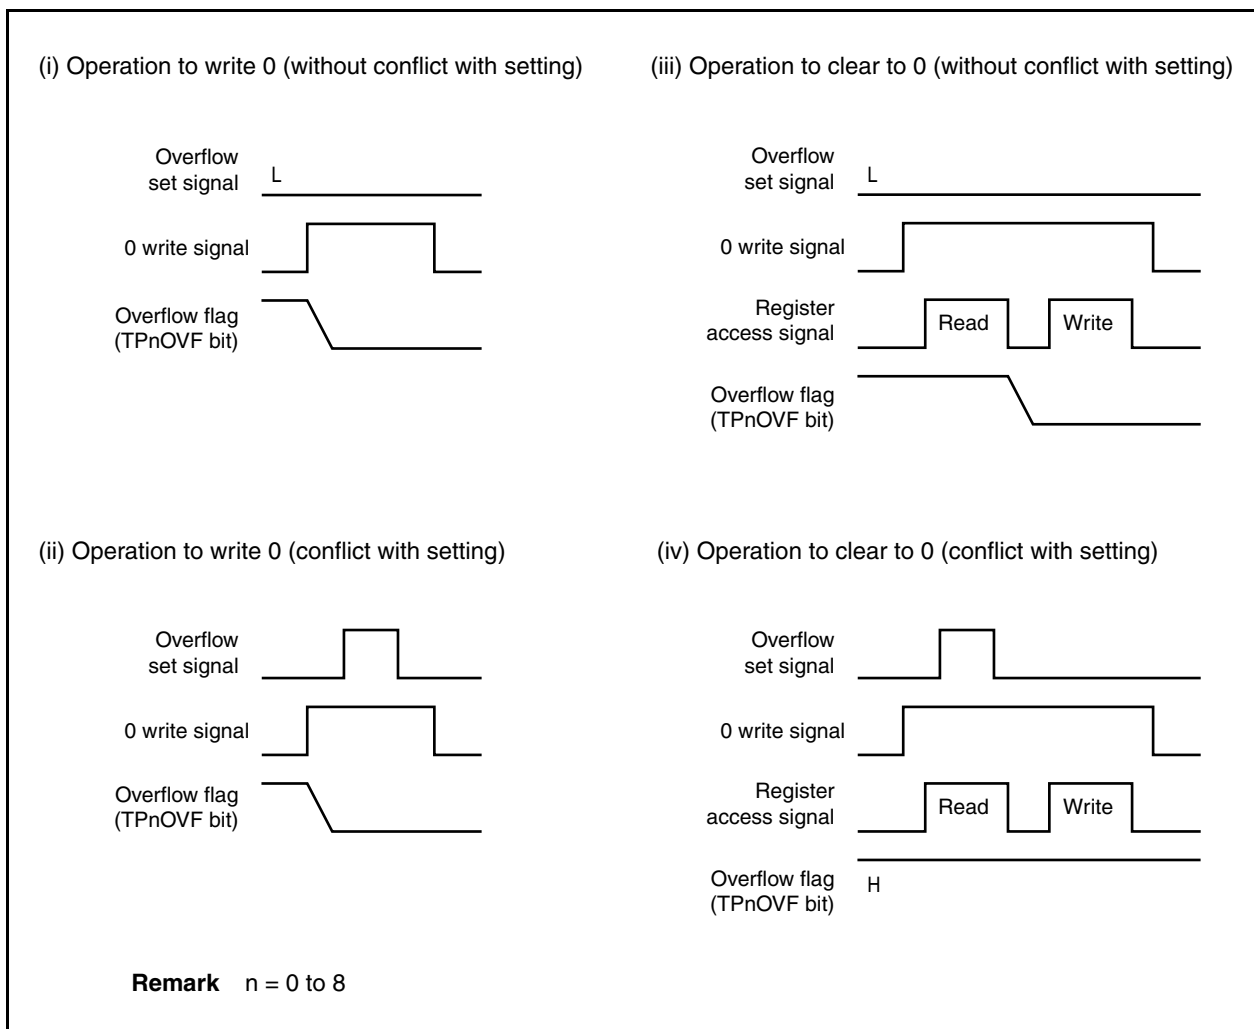 (i) Operation to write 0 (without conflict with setting)
Overflow
set signal
L
0 write signal
Overflow flag
(TPnOVF bit)
(iii) Operation to clear to 0 (without conflict with setting)
Overflow
set signal
L
0 write signal
Register
access signal
Read
Write
Overflow flag
(TPnOVF bit)
(ii) Operation to write 0 (conflict with setting)
Overflow
set signal
0 write signal
Overflow flag
(TPnOVF bit)
(iv) Operation to clear to 0 (conflict with setting)
Overflow
set signal
0 write signal
Register
access signal
Read
Write
Overflow flag
(TPnOVF bit)
H
Remark n = 0 to 8